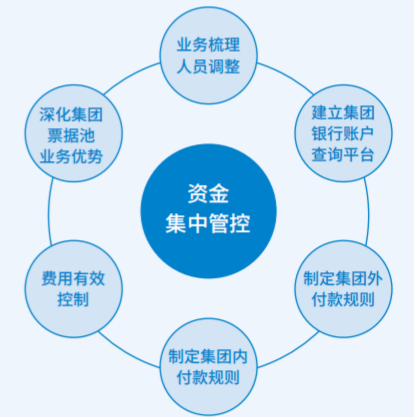 业务梳理
人员调整
建立集团
银行账户
查询平台
制定集团外
付款规则
制定集团内
付款规则
费用有效
控制
深化集团
票据池
业务优势
资金
集中管控